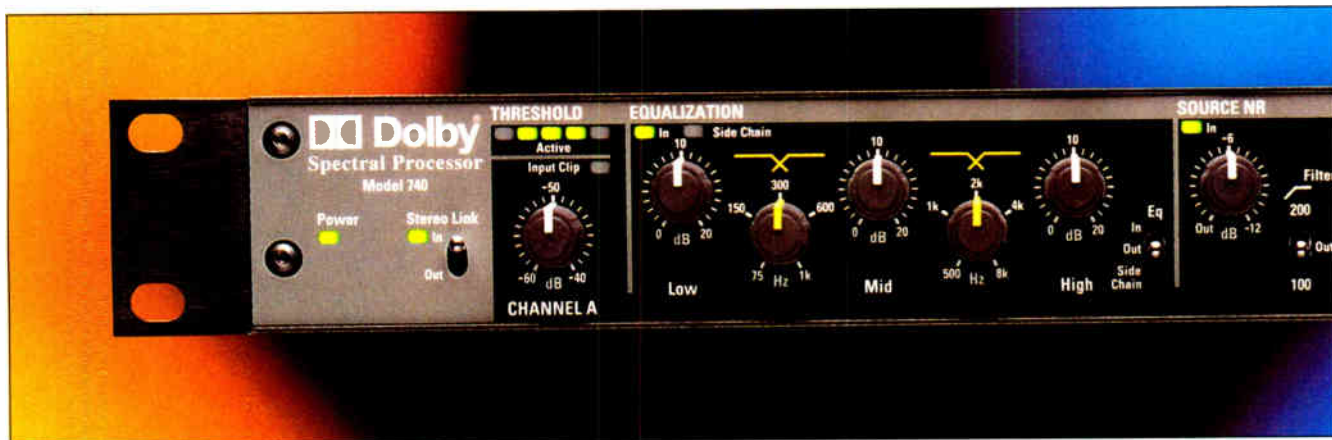 Dolby®
Spectral Processor
Model 740
Power
Stereo Link
In
Out
THRESHOLD
Active
Input Clip
-50
-60 dB -40
CHANNEL A
EQUALIZATION
In Side Chain
10
0 dB 20
Low
300
150 600
75 Hz 1k
10
0 dB 20
Mid
2k
1k 4k
500 Hz 8k
10
0 dB 20
High
Eq
In
Out
Side
Chain
SOURCE NR
In
-6
Out dB -12
Filter
200
Out
100